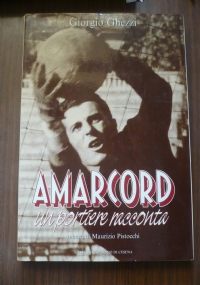 Giorgio Ghezzi
AMARCORD
un portiere racconta
Maurizio Pistocchi